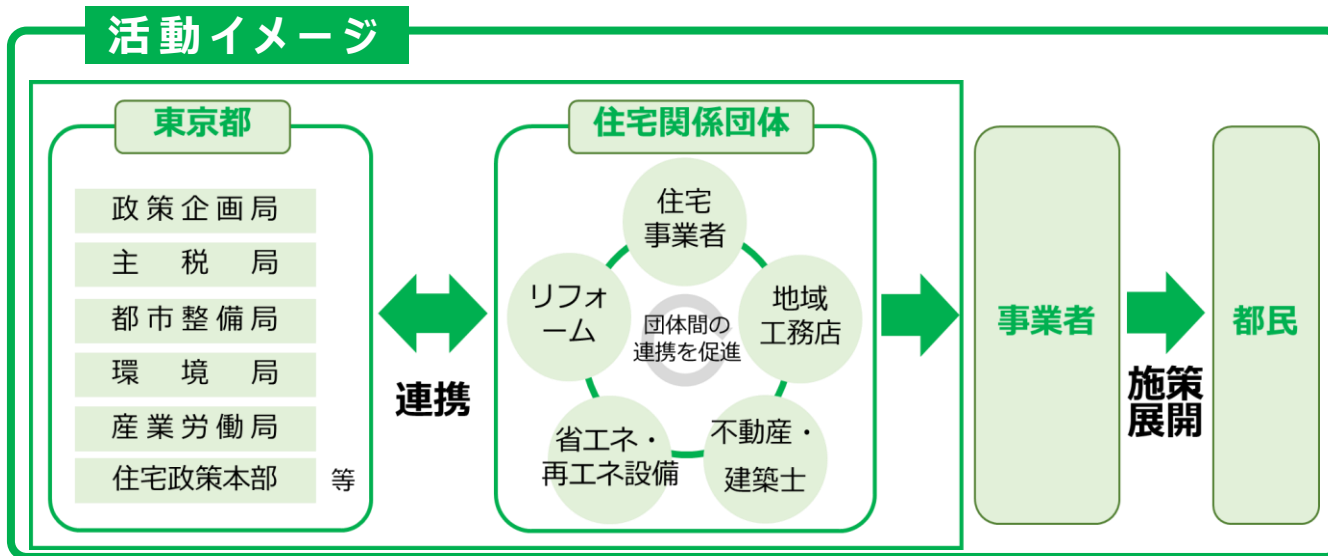 活動イメージ
東京都
政策企画局
主税局
都市整備局
環境局
産業労働局
住宅政策本部 等
連携
住宅関係団体
住宅
事業者
リフォ
ーム
地域
工務店
C
団体間の
連携を促進
省エネ・
再エネ設備
不動産・
建築士
事業者
施策
展開
都民